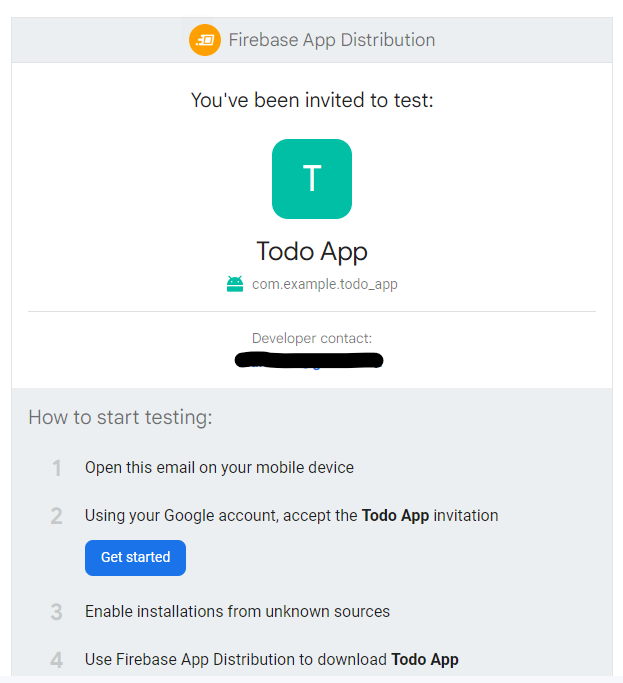 Firebase App Distribution
You've been invited to test:
T
Todo App
com.example.todo_app
Developer contact:
How to start testing:
1 Open this email on your mobile device
2 Using your Google account, accept the Todo App invitation
Get started
3 Enable installations from unknown sources
4 Use Firebase App Distribution to download Todo App